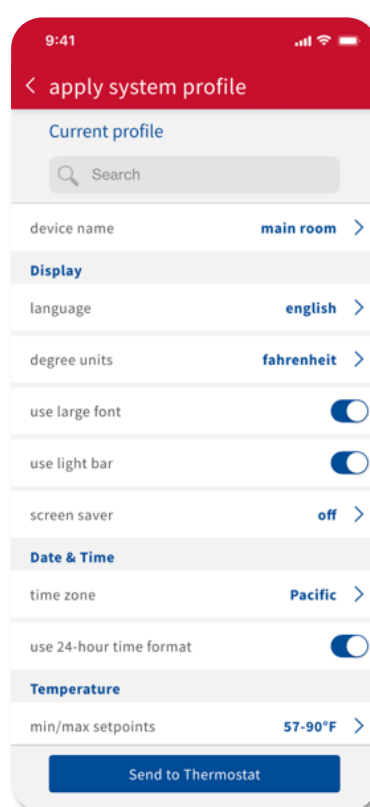 9:41
apply system profile
Current profile
Search
device name main room
Display
language english
degree units fahrenheit
use large font
use light bar
screen saver off
Date & Time
time zone Pacific
use 24-hour time format
Temperature
min/max setpoints 57-90°F
Send to Thermostat